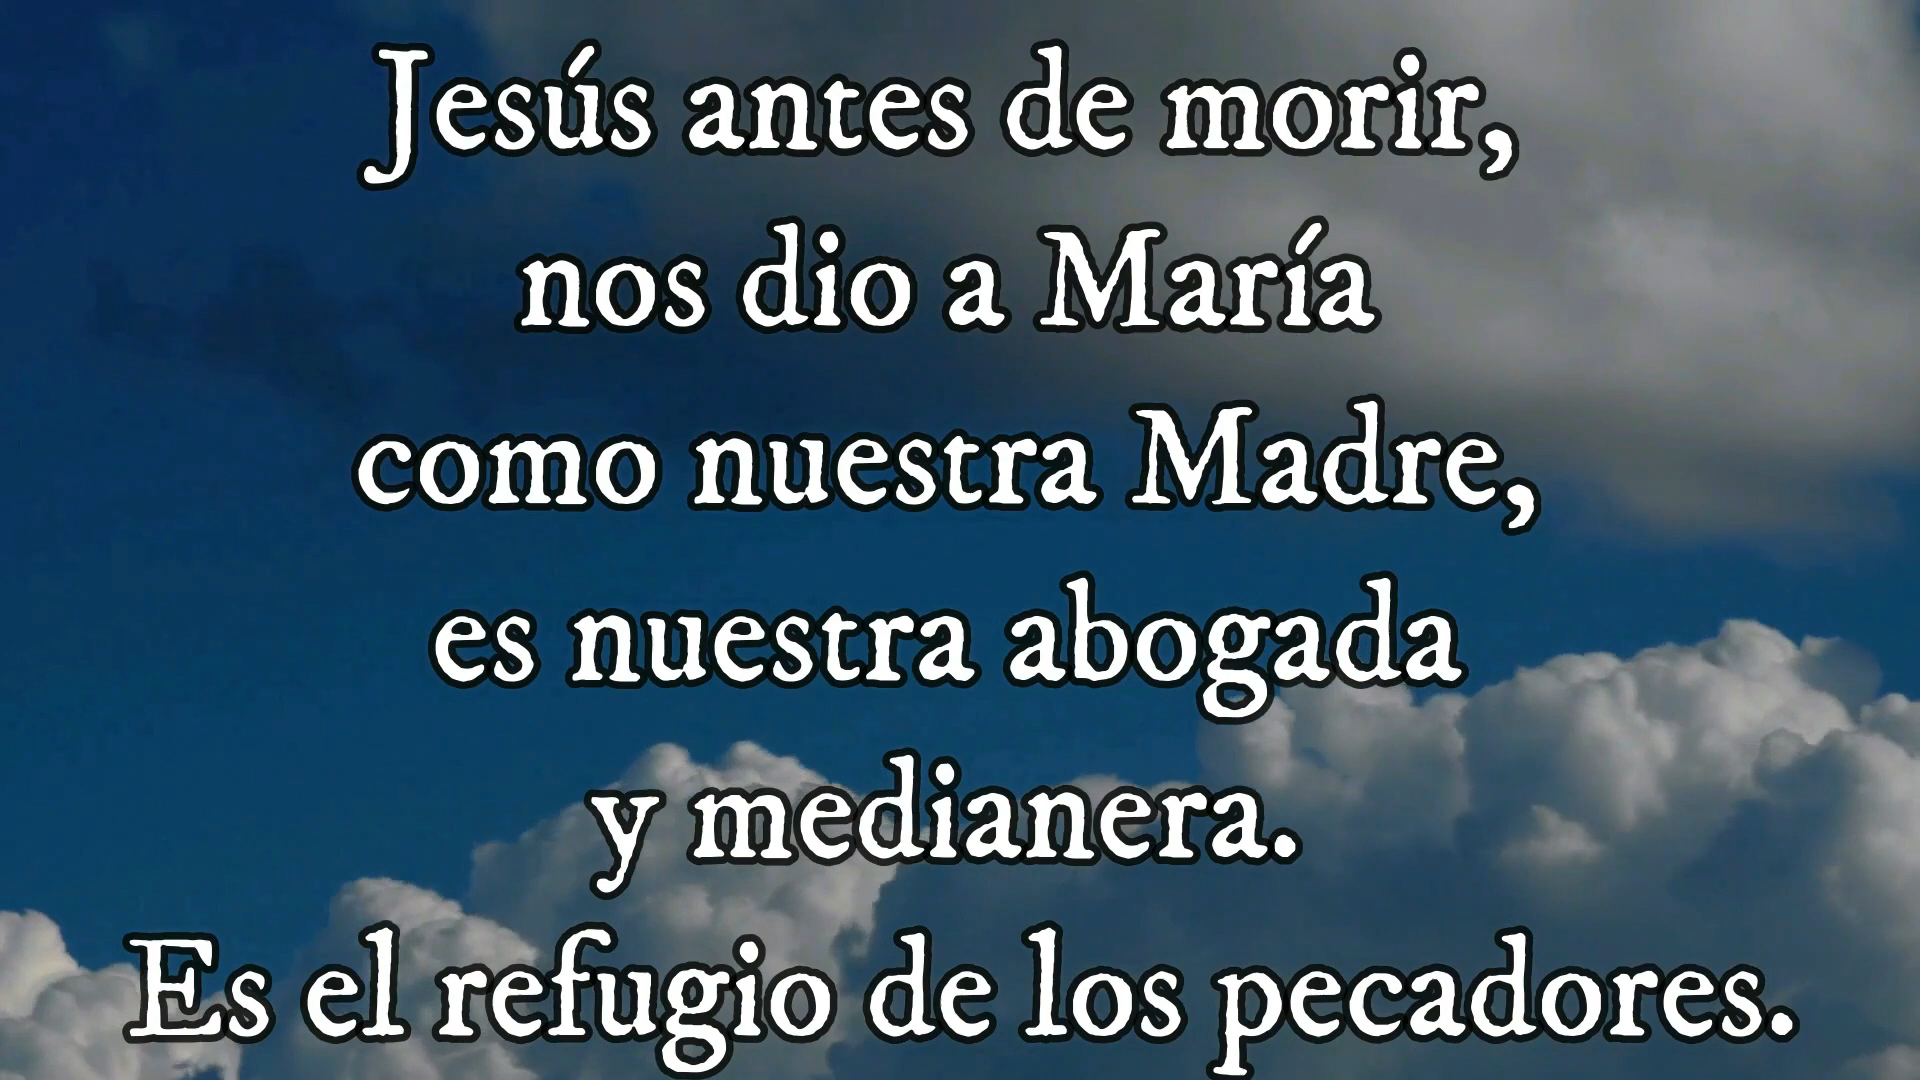 Jesús antes de morir,
nos dio a María
como nuestra Madre,
es nuestra abogada
y medianera.
Es el refugio de los pecadores.